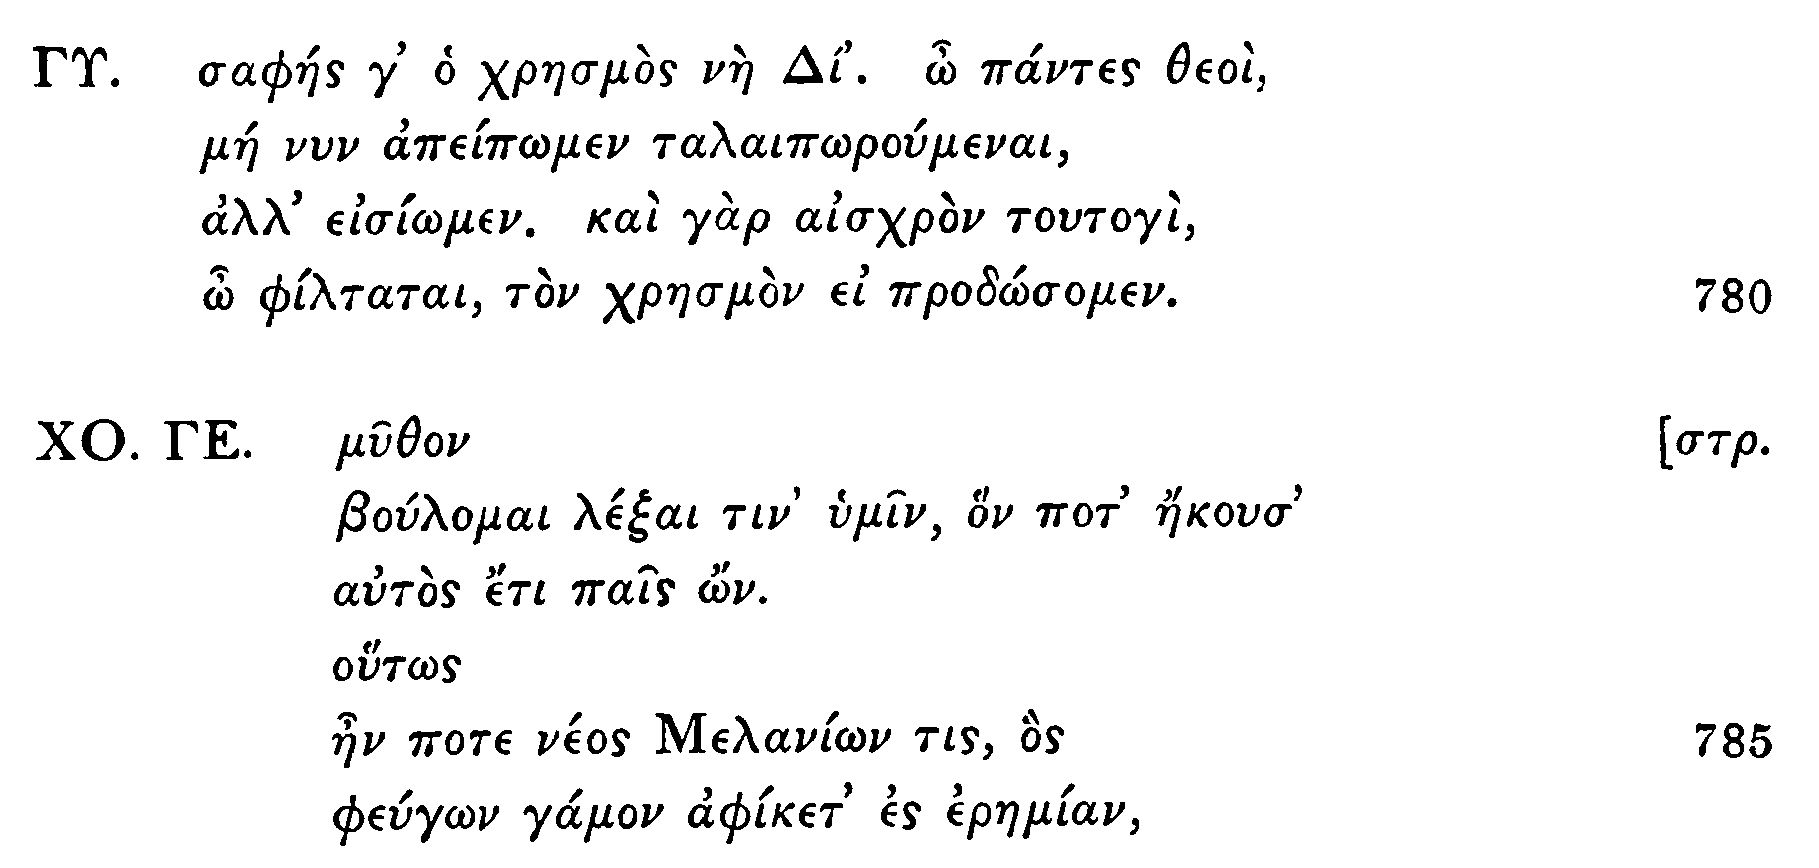 ΓΥ. σαφής γ’ ὁ χρησμὸς νὴ Δί’. ὦ πάντες θεοὶ,
μή νυν ἀπείπωμεν ταλαιπωρούμεναι,
ἀλλ’ εἰσίωμεν. καὶ γὰρ αἰσχρὸν τουτογὶ,
ὦ φίλταται, τὸν χρησμὸν εἰ προδώσομεν. 780
ΧΟ. ΓΕ. μῦθον [στρ.
βούλομαι λέξαι τιν’ ὑμῖν, ὅν ποτ’ ἤκουσ’
αὐτὸς ἔτι παῖς ὤν.
οὕτως
ἦν ποτε νέος Μελανίων τις, ὃς 785
φεύγων γάμον ἀφίκετ’ ἐς ἐρημίαν,